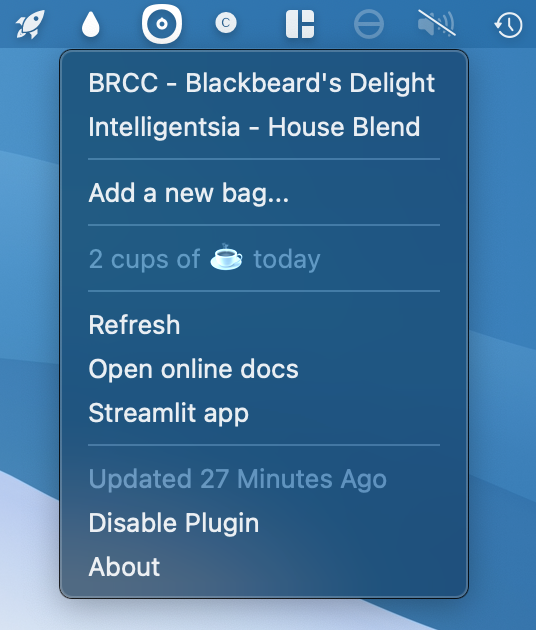 C
BRCC - Blackbeard's Delight
Intelligentsia - House Blend
Add a new bag...
2 cups of ☕ today
Refresh
Open online docs
Streamlit app
Updated 27 Minutes Ago
Disable Plugin
About